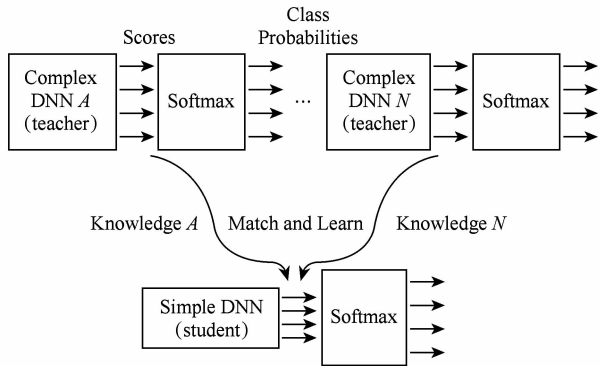 Scores
Class
Probabilities
Complex
DNN A
(teacher)
Softmax
...
Complex
DNN N
(teacher)
Softmax
Knowledge A
Match and Learn
Knowledge N
Simple DNN
(student)
Softmax